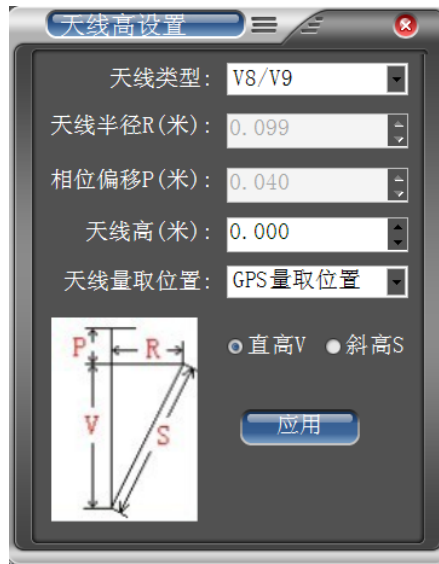 天线高设置
天线类型: V8/V9
天线半径R(米): 0.099
相位偏移P(米): 0.040
天线高(米): 0.000
天线量取位置: GPS量取位置
P R
V S
直高V 斜高S
应用